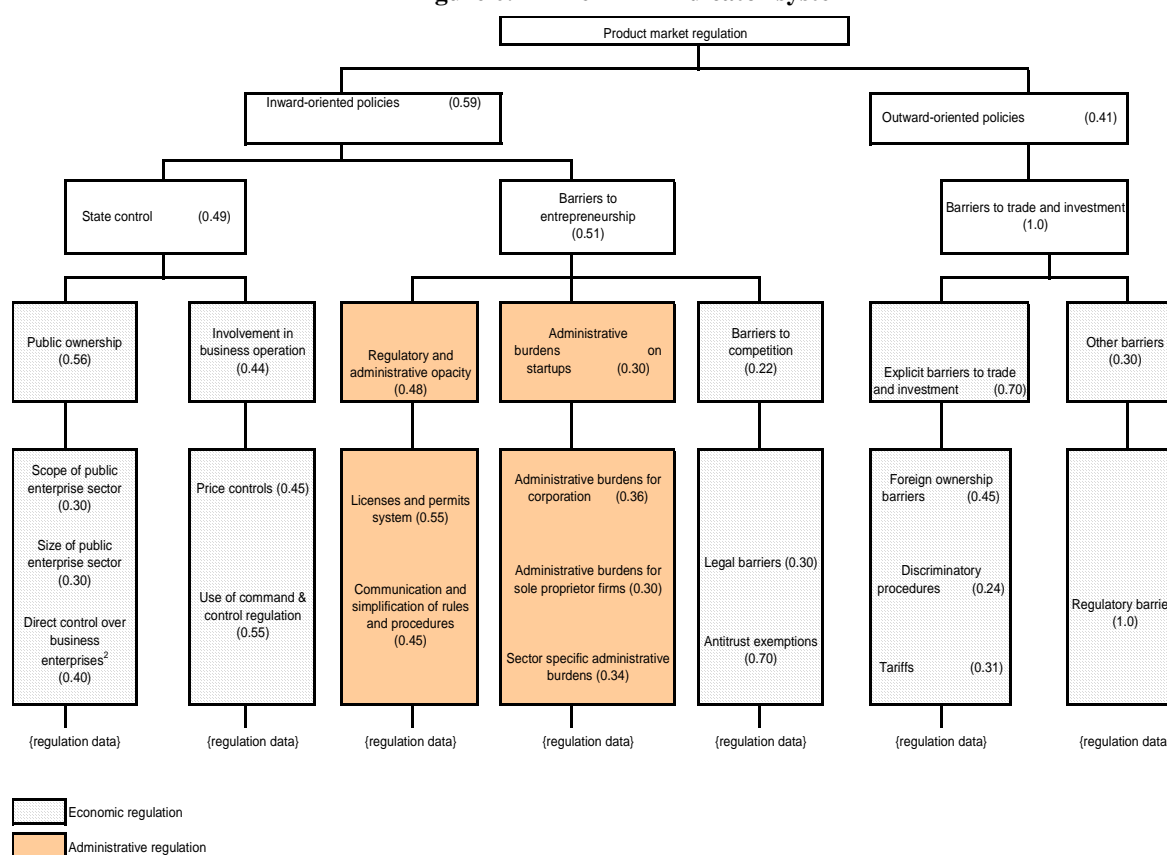 Product market regulation
Inward-oriented policies (0.59)
Outward-oriented policies (0.41)
State control (0.49)
Barriers to
entrepreneurship
(0.51)
Barriers to trade and investment
(1.0)
Public ownership
(0.56)
Involvement in
business operation
(0.44)
Regulatory and
administrative opacity
(0.48)
Administrative
burdens on
startups (0.30)
Barriers to
competition
(0.22)
Explicit barriers to trade
and investment (0.70)
Other barriers
(0.30)
Scope of public
enterprise sector
(0.30)
Size of public
enterprise sector
(0.30)
Direct control over
business
enterprises²
(0.40)
Price controls (0.45)
Use of command &
control regulation
(0.55)
Licenses and permits
system (0.55)
Communication and
simplification of rules
and procedures
(0.45)
Administrative burdens for
corporation (0.36)
Administrative burdens for
sole proprietor firms (0.30)
Sector specific administrative
burdens (0.34)
Legal barriers (0.30)
Antitrust exemptions
(0.70)
Foreign ownership
barriers (0.45)
Discriminatory
procedures (0.24)
Tariffs (0.31)
Regulatory
(1.0)
{regulation data}
{regulation data}
{regulation data}
{regulation data}
{regulation data}
{regulation data}
{regulation data
Economic regulation
Administrative regulation